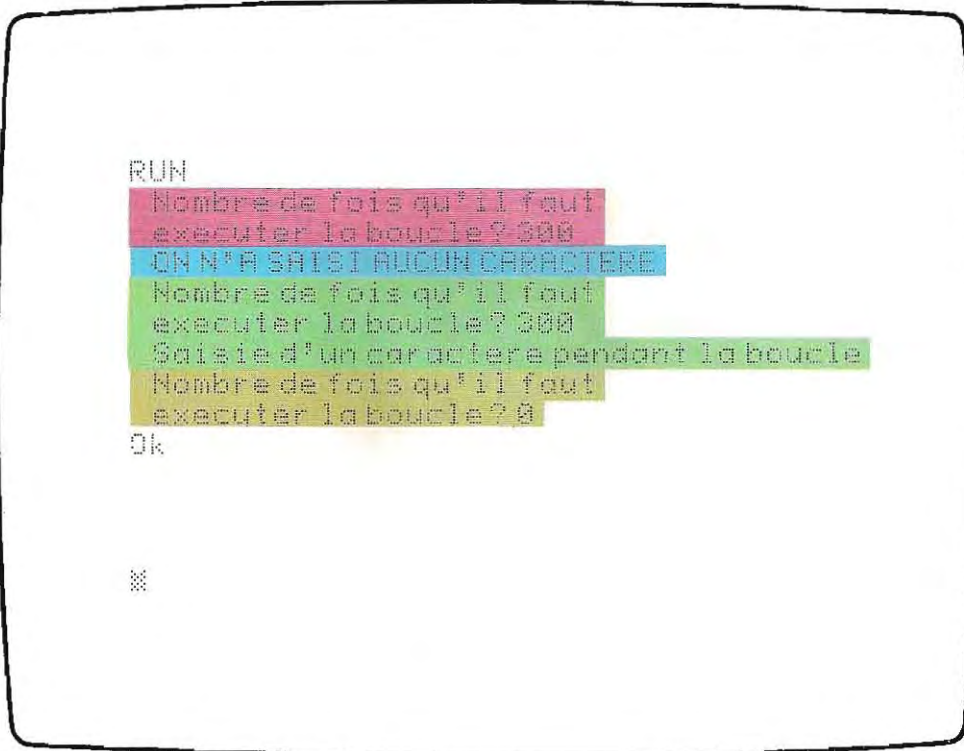 RUN
Nombre de fois qu'il faut
executer la boucle? 300
ON N'A SAISI AUCUN CARACTERE
Nombre de fois qu'il faut
executer la boucle? 300
Saisie d'un caractere pendant la boucle
Nombre de fois qu'il faut
executer la boucle? 0
Ok